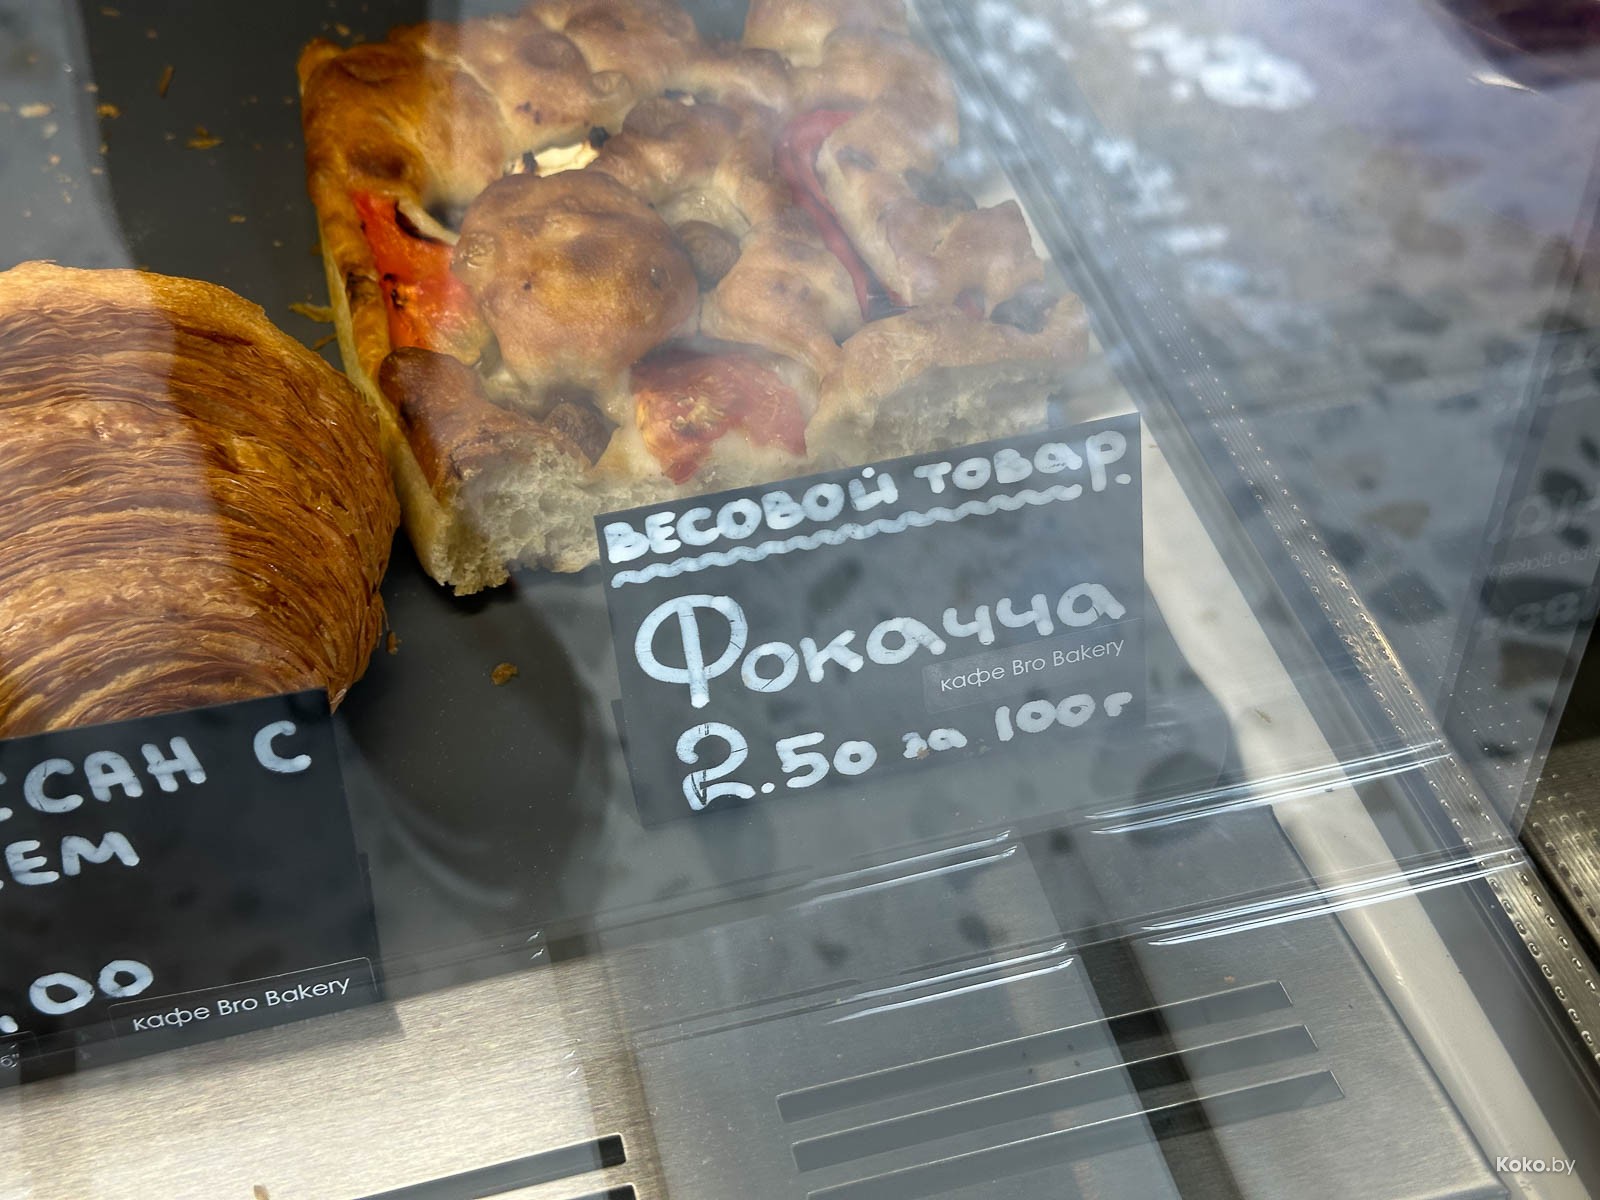 ВЕСОВОЙ ТОВАР
Фокачча
кафе Bro Bakery
2.50 за 100г
ССАН С
ЕМ
.00
кафе Bro Bakery
Koko.by